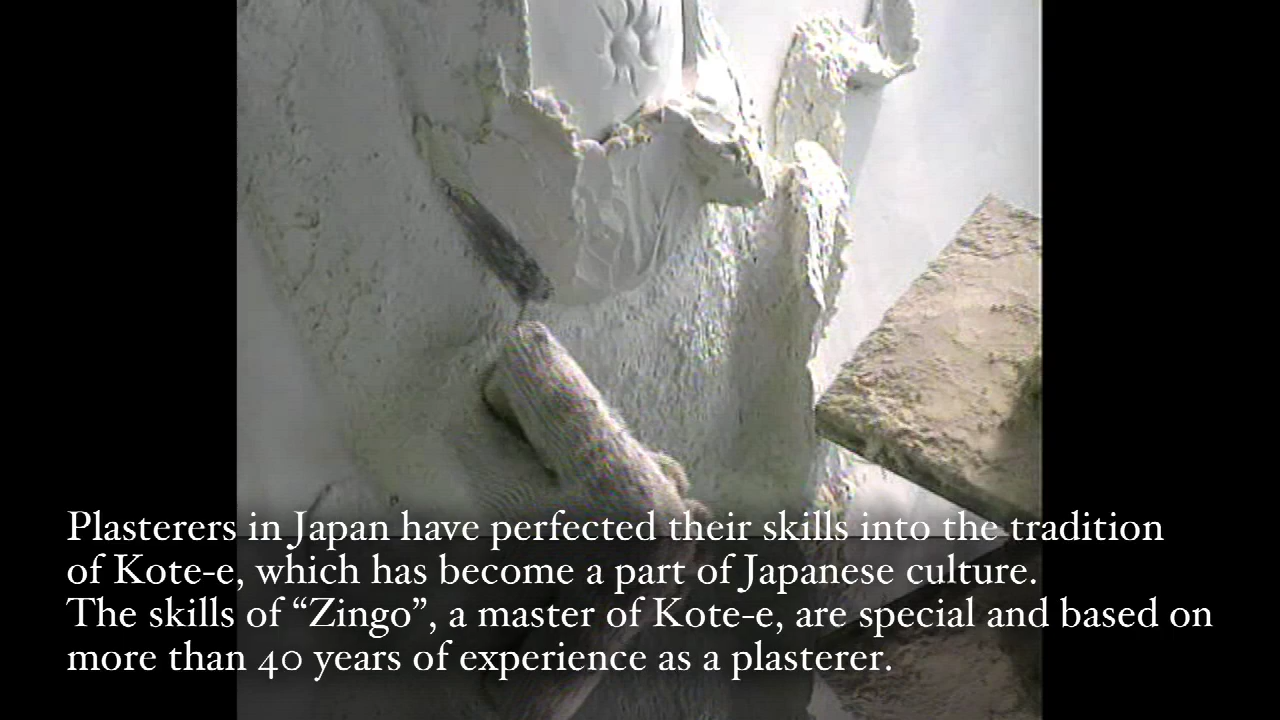 Plasterers in Japan have perfected their skills into the tradition
of Kote-e, which has become a part of Japanese culture.
The skills of “Zingo”, a master of Kote-e, are special and based on
more than 40 years of experience as a plasterer.